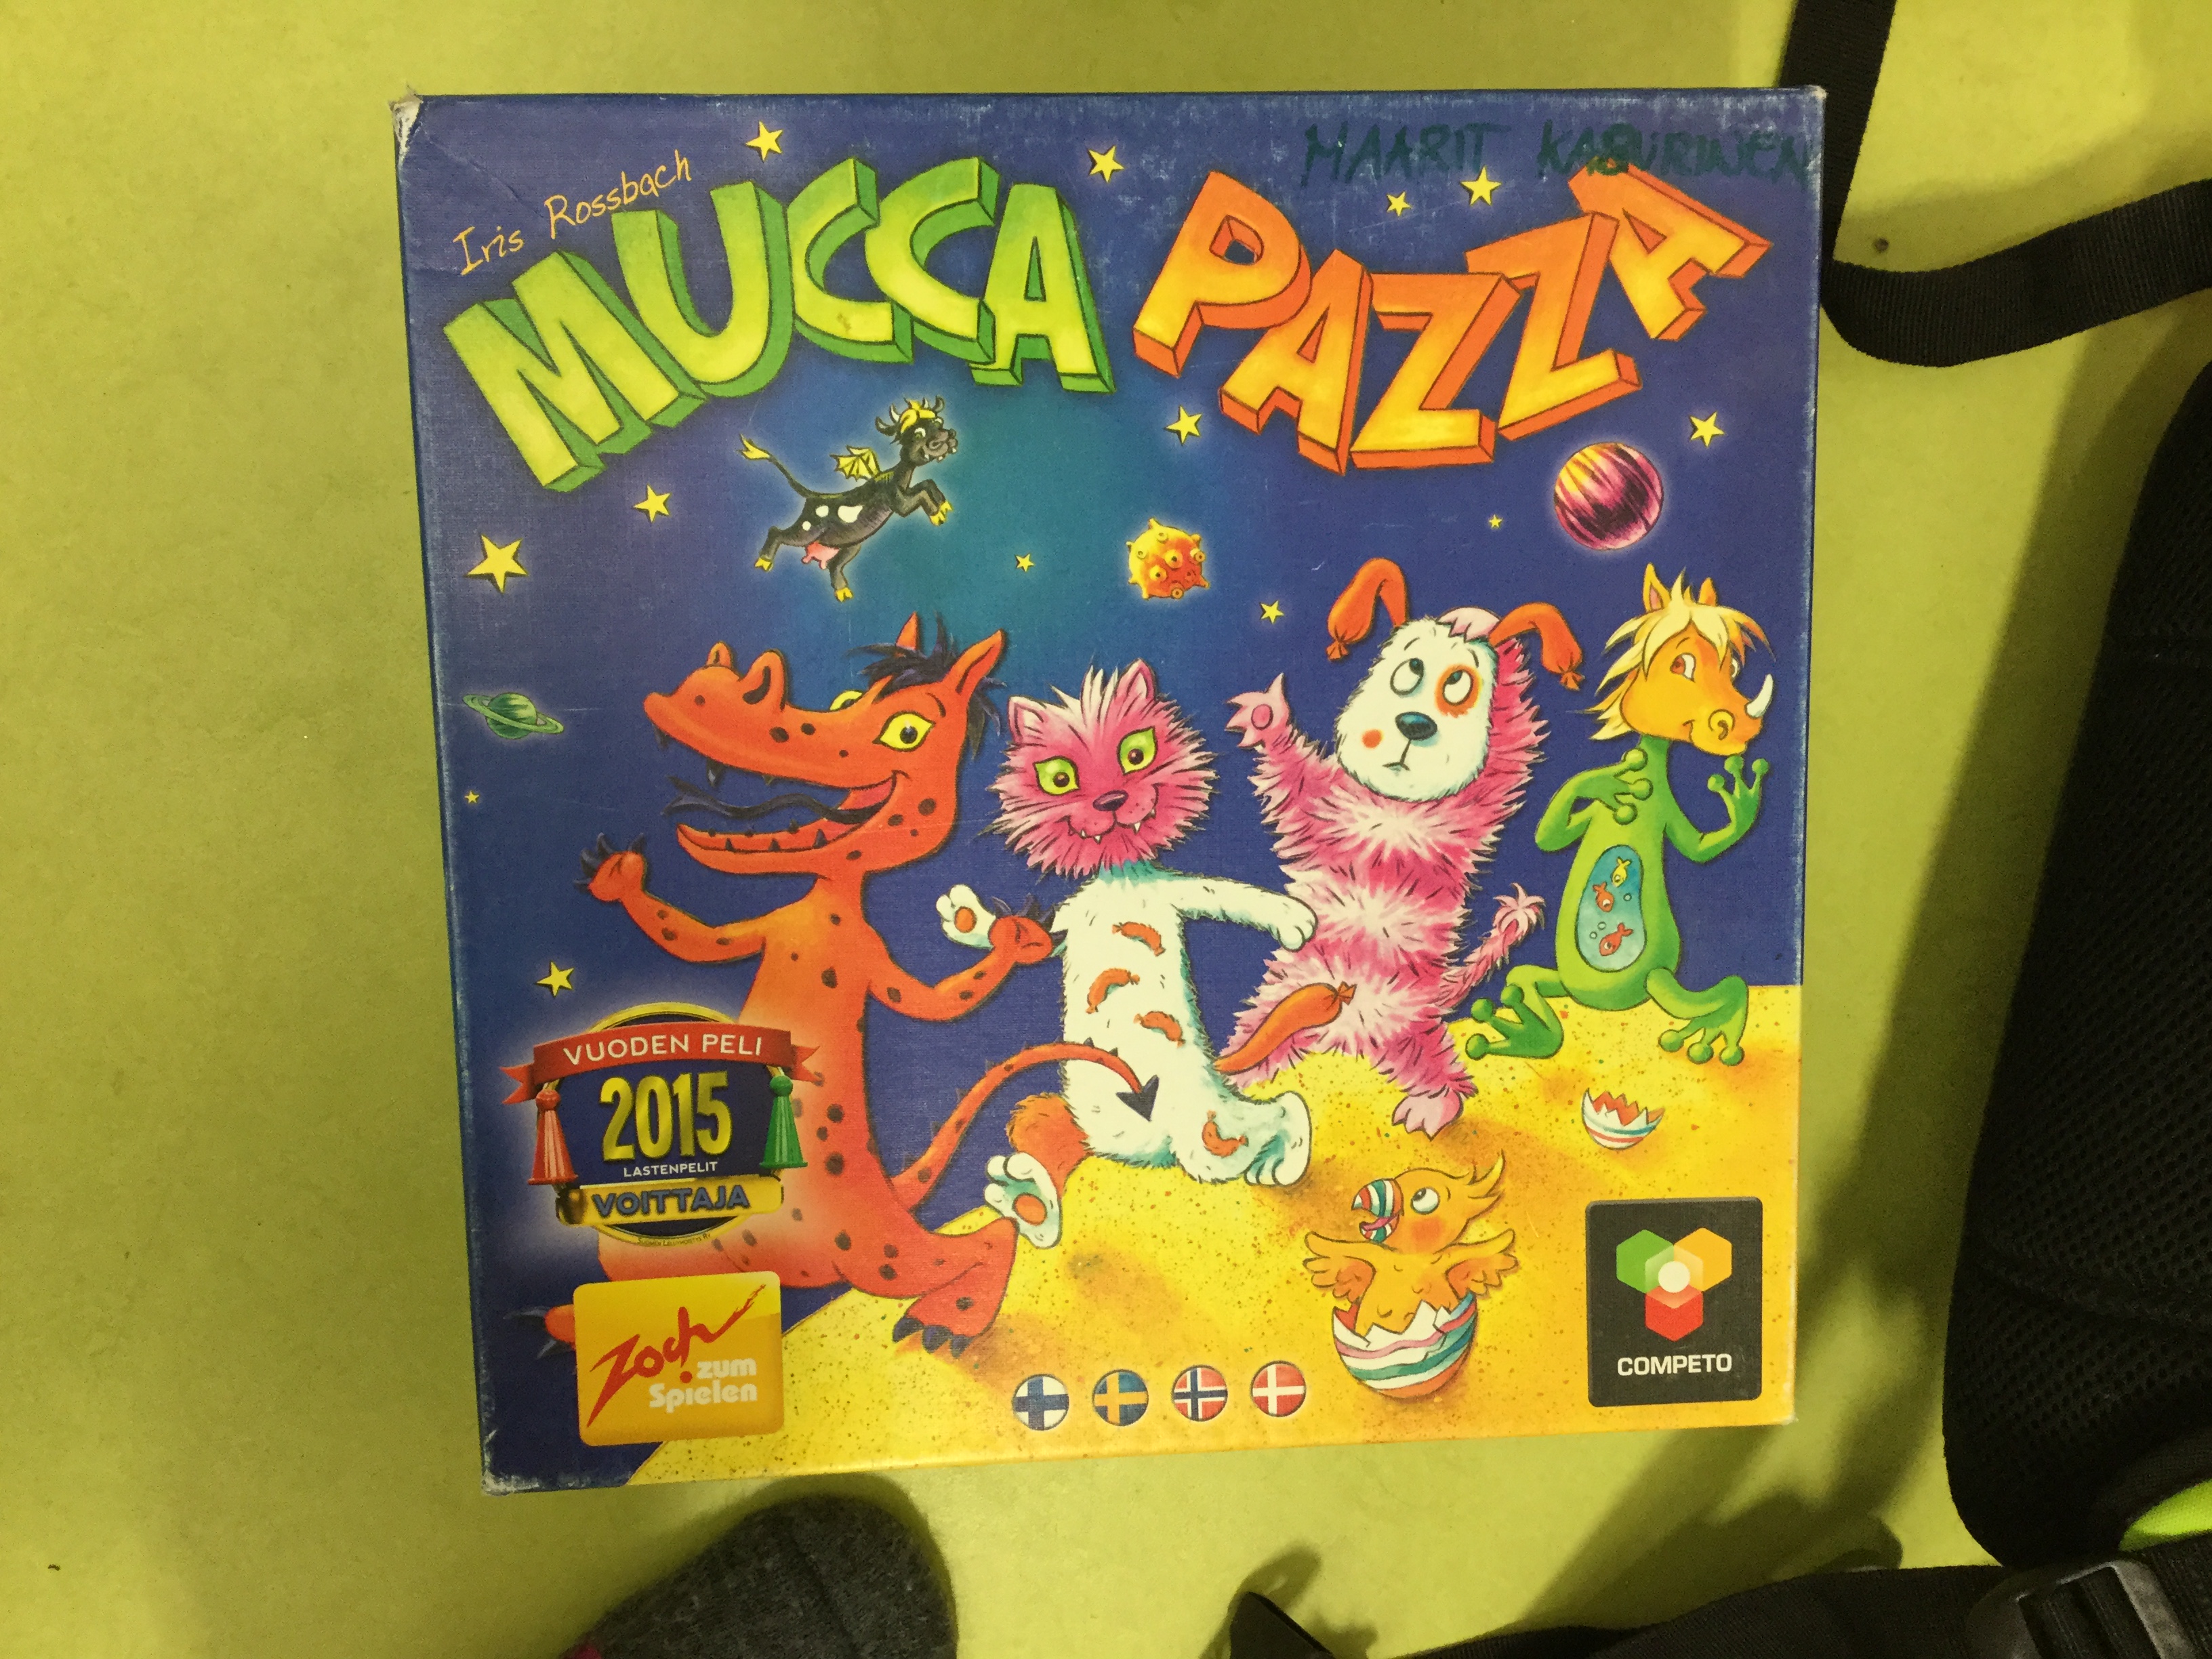 MAARIT
Iris Rossbach
MUCCA PAZZA
VUODEN PELI
2015
LASTENPELIT
VOITTAJA
Zoch
zum
Spielen
COMPETO